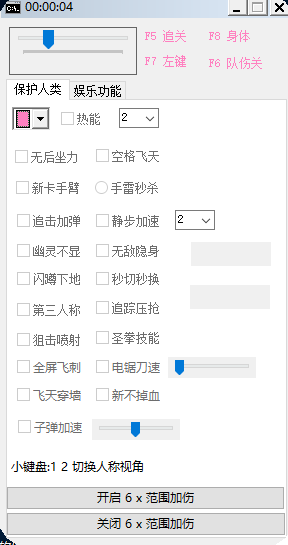 00:00:04
F5 追关 F8 身体
F7 左键 F6 队伤关
保护人类 娱乐功能
热能 2
无后坐力 空格飞天
新卡手臂 手雷秒杀
追击加弹 静步加速 2
幽灵不显 无敌隐身
闪蹲下地 秒切秒换
第三人称 追踪压抢
狙击喷射 圣拳技能
全屏飞刺 电锯刀速
飞天穿墙 新不掉血
子弹加速
小键盘:1 2 切换人称视角
开启 6 x 范围加伤
关闭 6 x 范围加伤